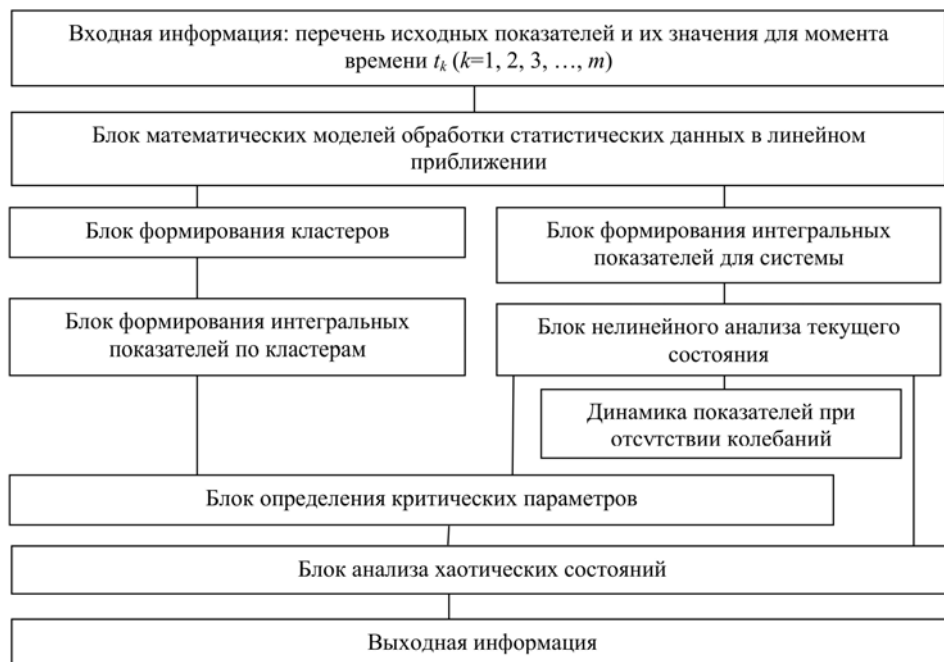 Входная информация: перечень исходных показателей и их значения для момента
времени tk (k=1, 2, 3, …, m)
Блок математических моделей обработки статистических данных в линейном
приближении
Блок формирования кластеров
Блок формирования интегральных
показателей для системы
Блок формирования интегральных
показателей по кластерам
Блок нелинейного анализа текущего
состояния
Динамика показателей при
отсутствии колебаний
Блок определения критических параметров
Блок анализа хаотических состояний
Выходная информация